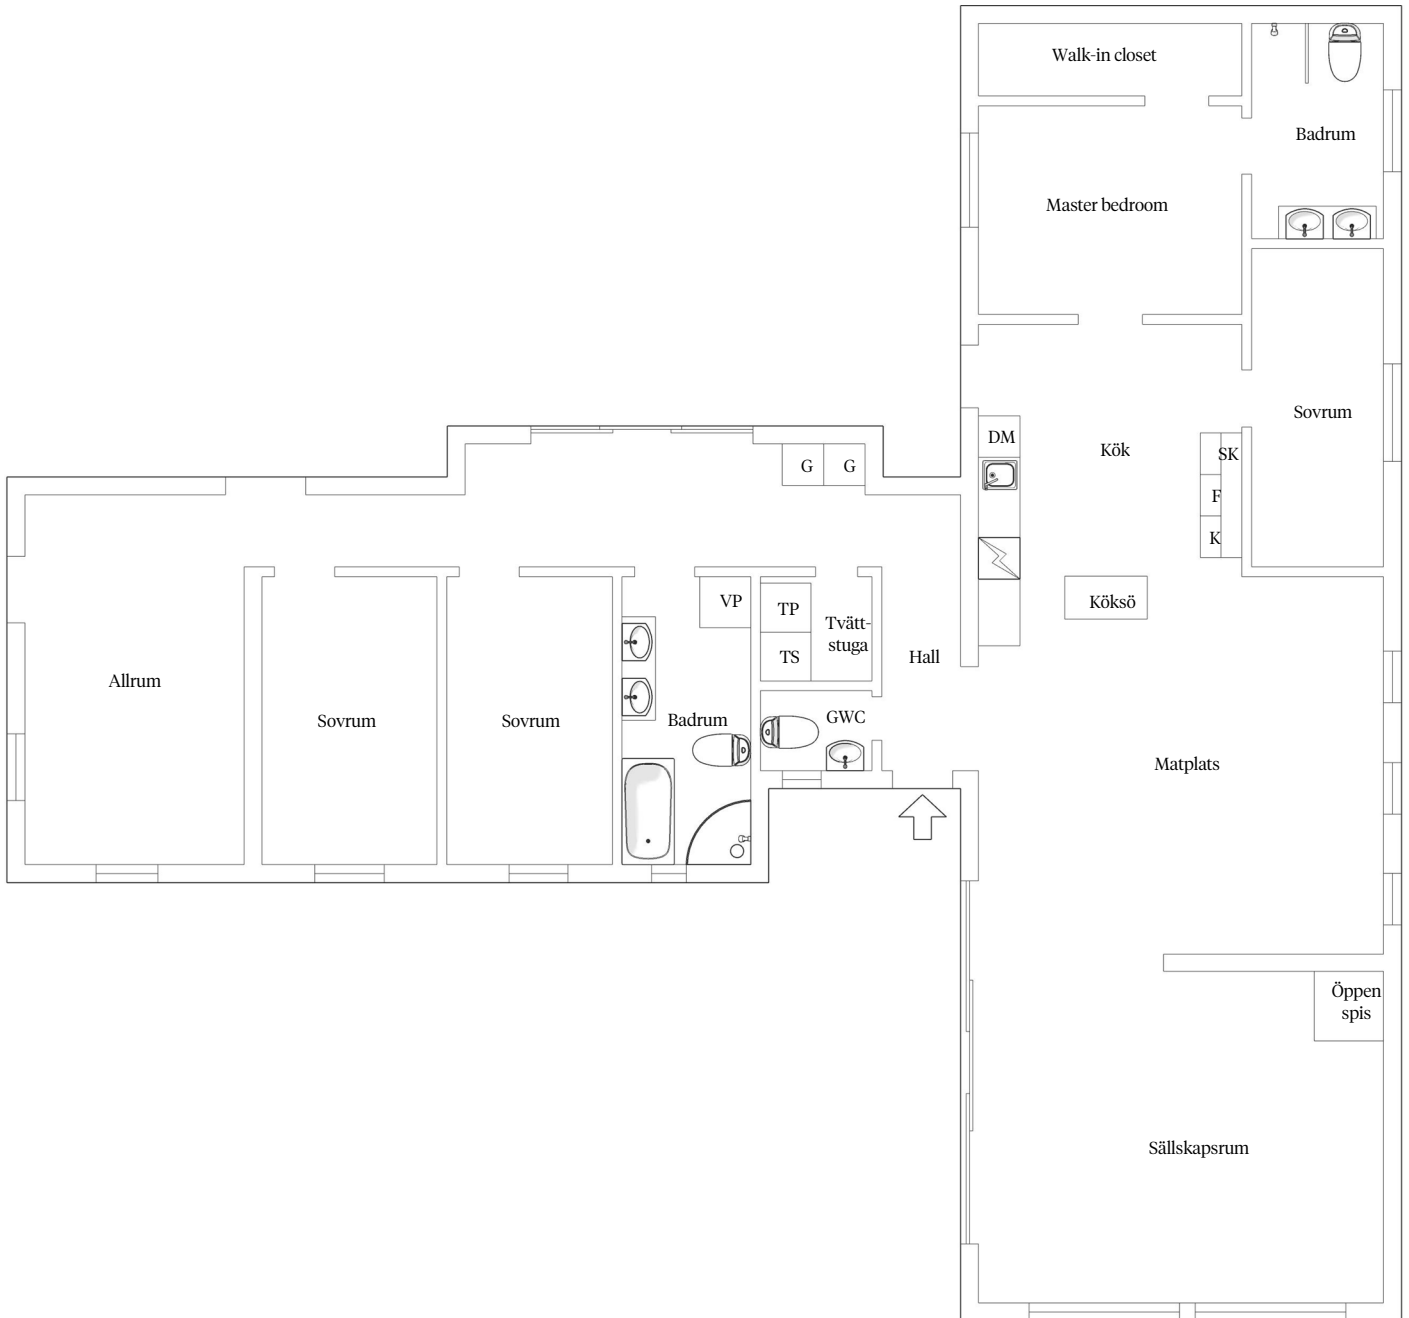 Walk-in closet
Badrum
Master bedroom
Sovrum
DM
Kök
SK
G
G
F
K
VP
TP
Köksö
Tvätt-
stuga
TS
Hall
Allrum
Sovrum
Sovrum
Badrum
GWC
Matplats
Öppen
spis
Sällskapsrum